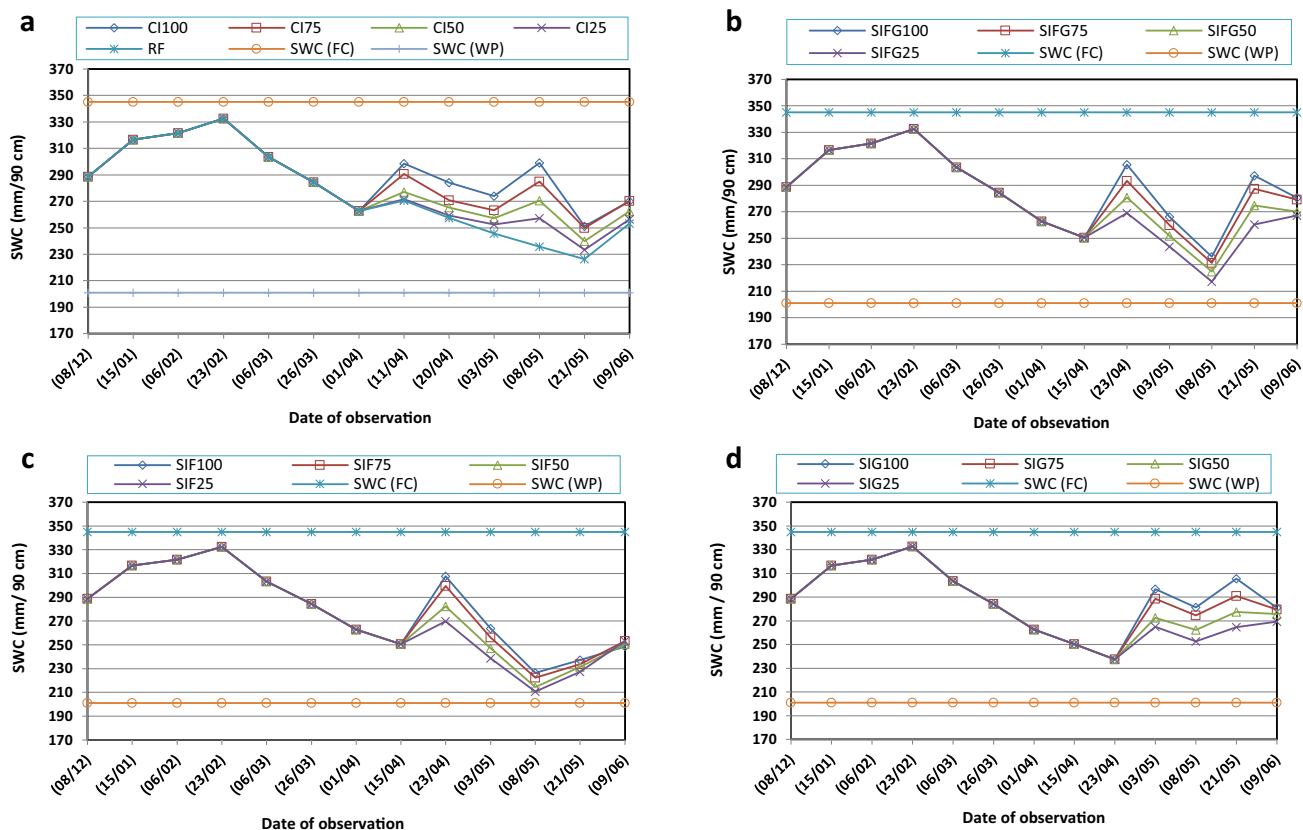 a
CI100 CI75 CI50 CI25
RF SWC (FC) SWC (WP)
370
350
330
310
290
270
250
230
210
190
170
SWC (mm/90 cm)
(08/12) (15/01) (06/02) (23/02) (06/03) (26/03) (01/04) (11/04) (20/04) (03/05) (08/05) (21/05) (09/06)
Date of obsevation
b
SIFG100 SIFG75 SIFG50
SIFG25 SWC (FC) SWC (WP)
370
350
330
310
290
270
250
230
210
190
170
SWC (mm/90 cm)
(08/12) (15/01) (06/02) (23/02) (06/03) (26/03) (01/04) (15/04) (23/04) (03/05) (08/05) (21/05) (09/06)
Date of obsevation
c
SIF100 SIF75 SIF50
SIF25 SWC (FC) SWC (WP)
370
350
330
310
290
270
250
230
210
190
170
SWC (mm/ 90 cm)
(08/12) (15/01) (06/02) (23/02) (06/03) (26/03) (01/04) (15/04) (23/04) (03/05) (08/05) (21/05) (09/06)
Date of obsevation
d
SIG100 SIG75 SIG50
SIG25 SWC (FC) SWC (WP)
370
350
330
310
290
270
250
230
210
190
170
SWC (mm/ 90 cm)
(08/12) (15/01) (06/02) (23/02) (06/03) (26/03) (01/04) (15/04) (23/04) (03/05) (08/05) (21/05) (09/06)
Date of obsevation